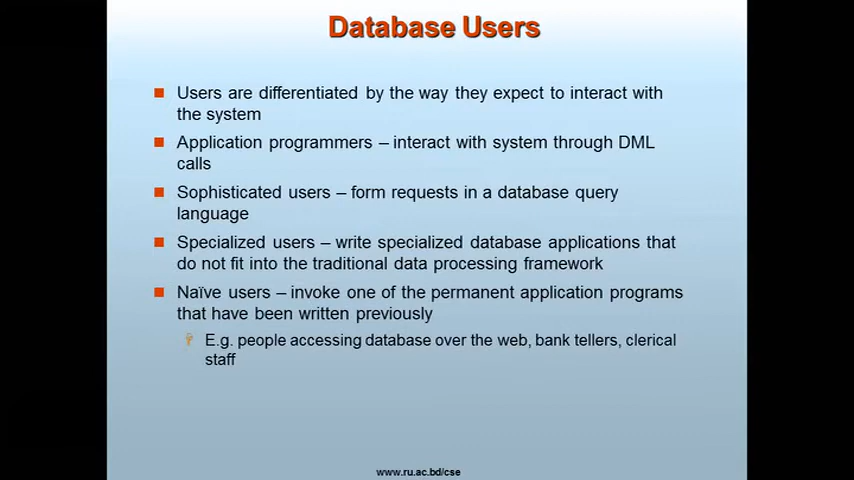 Database Users
Users are differentiated by the way they expect to interact with
the system
Application programmers – interact with system through DML
calls
Sophisticated users – form requests in a database query
language
Specialized users – write specialized database applications that
do not fit into the traditional data processing framework
Naïve users – invoke one of the permanent application programs
that have been written previously
E.g. people accessing database over the web, bank tellers, clerical
staff
www.ru.ac.bd/cse